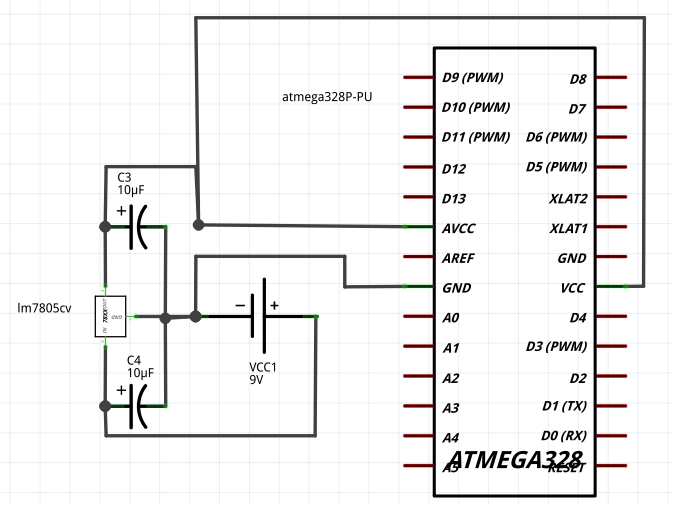 atmega328P-PU
D9 (PWM)
D8
D10 (PWM)
D7
D11 (PWM)
D6 (PWM)
D12
D5 (PWM)
D13
XLAT2
AVCC
XLAT1
AREF
GND
GND
VCC
A0
D4
A1
D3 (PWM)
A2
D2
A3
D1 (TX)
A4
D0 (RX)
A5
RESET
ATMEGA328
C3
10µF
+
lm7805cv
78XX
OUT
GND
IN
C4
10µF
+
− +
VCC1
9V